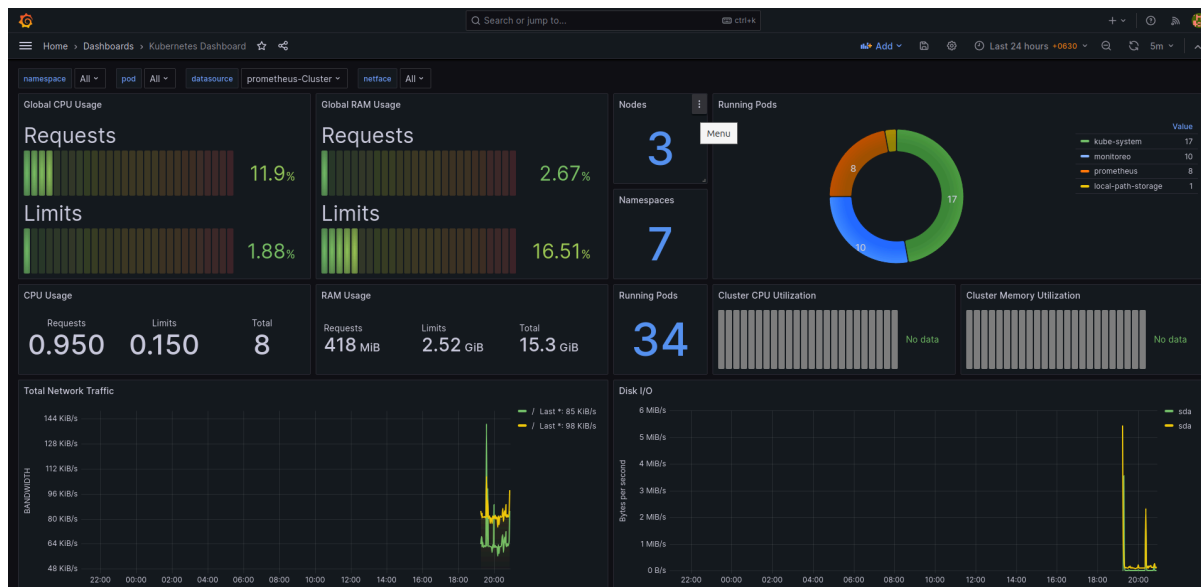 Search or jump to...
ctrl+k
Home › Dashboards › Kubernetes Dashboard
Add
Last 24 hours +0630
5m
namespace All
pod All
datasource prometheus-Cluster
netface All
Global CPU Usage
Requests
11.9%
Limits
1.88%
Global RAM Usage
Requests
2.67%
Limits
16.51%
Nodes
3
Menu
Namespaces
7
Running Pods
8
17
10
Value
kube-system 17
monitoreo 10
prometheus 8
local-path-storage 1
CPU Usage
Requests Limits Total
0.950 0.150 8
RAM Usage
Requests Limits Total
418 MiB 2.52 GiB 15.3 GiB
Running Pods
34
Cluster CPU Utilization
No data
Cluster Memory Utilization
No data
Total Network Traffic
BANDWIDTH
144 KiB/s
128 KiB/s
112 KiB/s
96 KiB/s
80 KiB/s
64 KiB/s
48 KiB/s
22:00 00:00 02:00 04:00 06:00 08:00 10:00 12:00 14:00 16:00 18:00 20:00
/ Last *: 85 KiB/s
/ Last *: 98 KiB/s
Disk I/O
Bytes per second
6 MiB/s
5 MiB/s
4 MiB/s
3 MiB/s
2 MiB/s
1 MiB/s
0 B/s
22:00 00:00 02:00 04:00 06:00 08:00 10:00 12:00 14:00 16:00 18:00 20:00
sda
sda